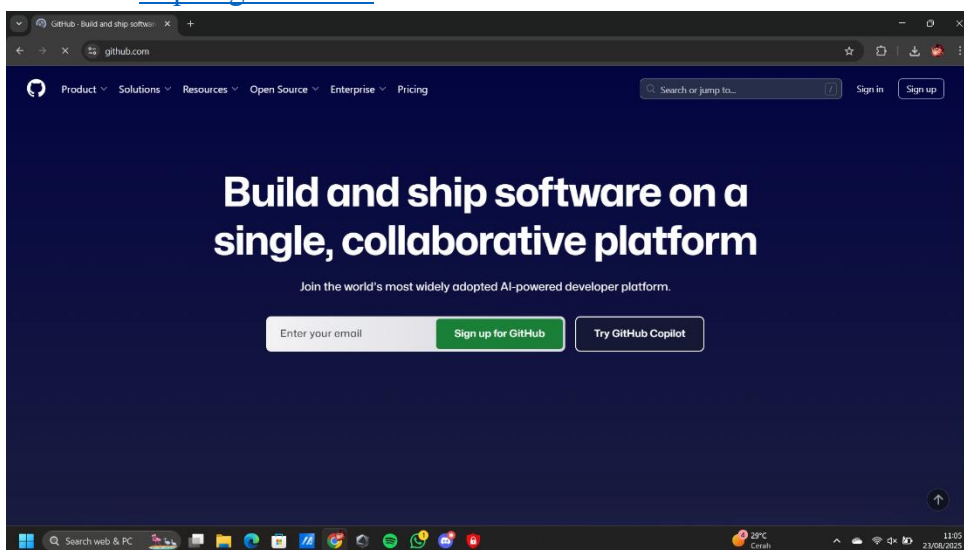 GitHub · Build and ship softwar
github.com
Product Solutions Resources Open Source Enterprise Pricing Search or jump to... / Sign in Sign up
Build and ship software on a
single, collaborative platform
Join the world's most widely adopted AI-powered developer platform.
Enter your email Sign up for GitHub Try GitHub Copilot
Search web & PC 29°C 11:05
Cerah 23/08/2025